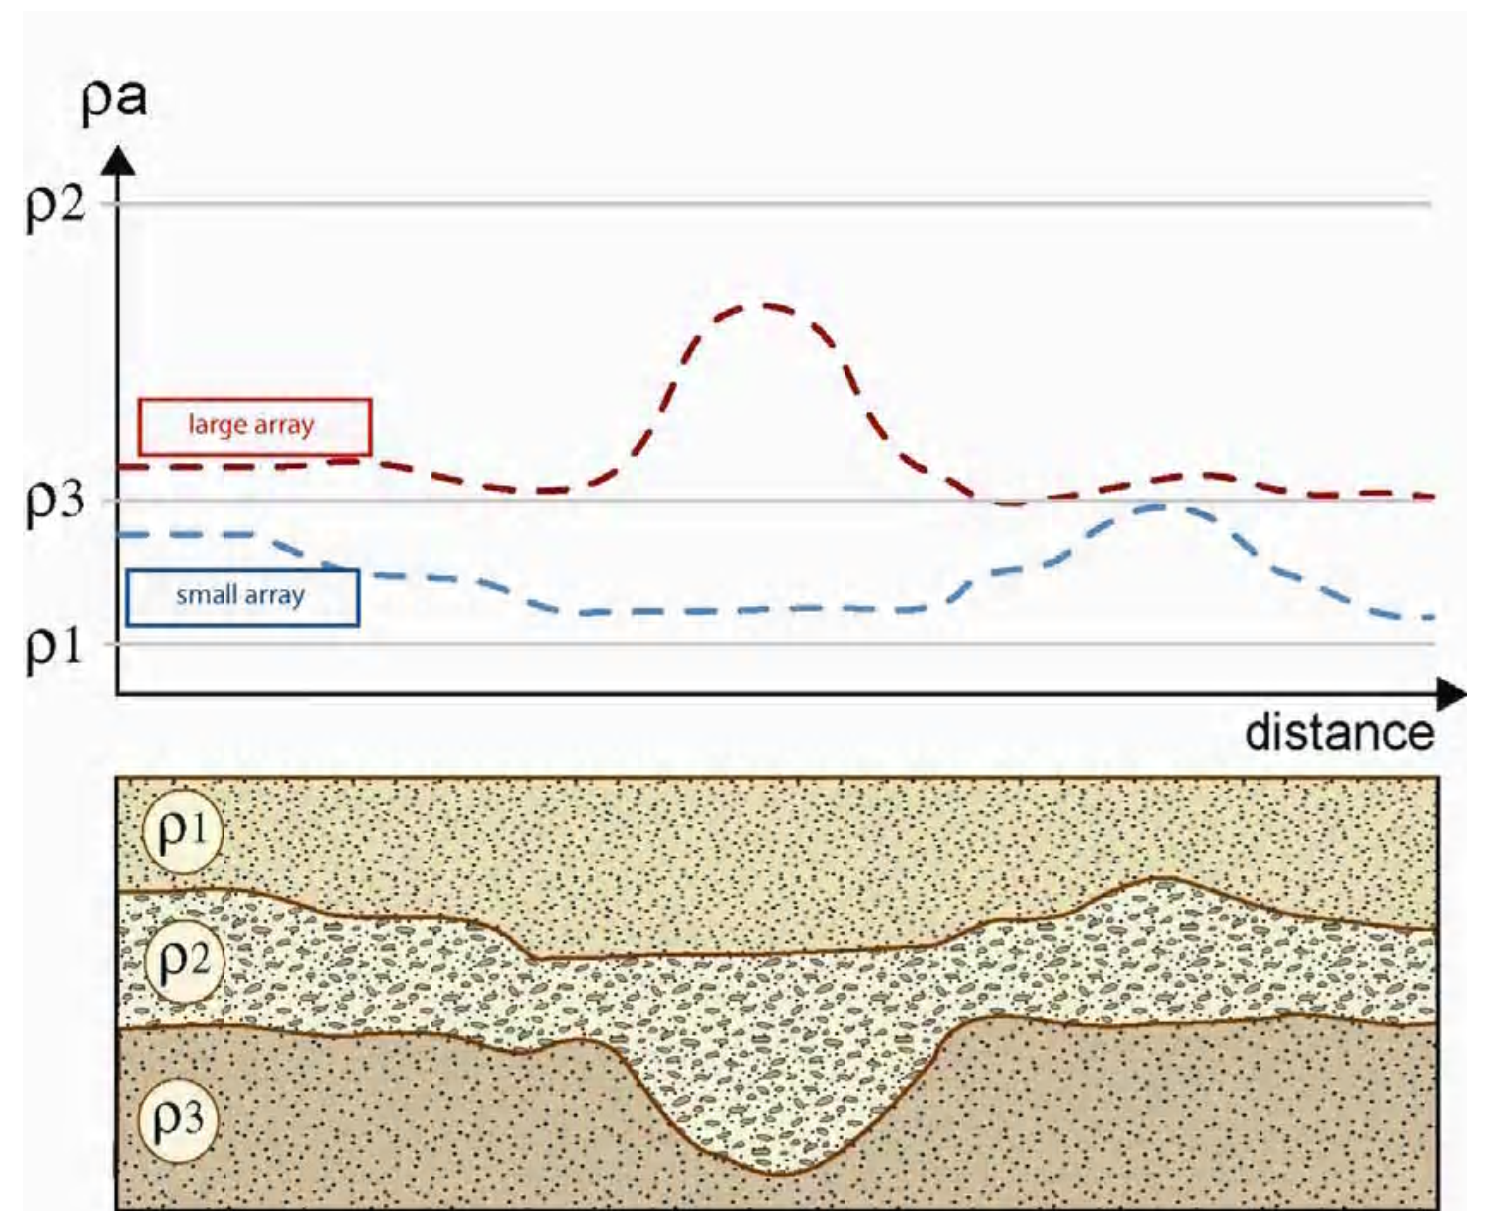 ρa
ρ2
large array
ρ3
small array
ρ1
distance
ρ1
ρ2
ρ3